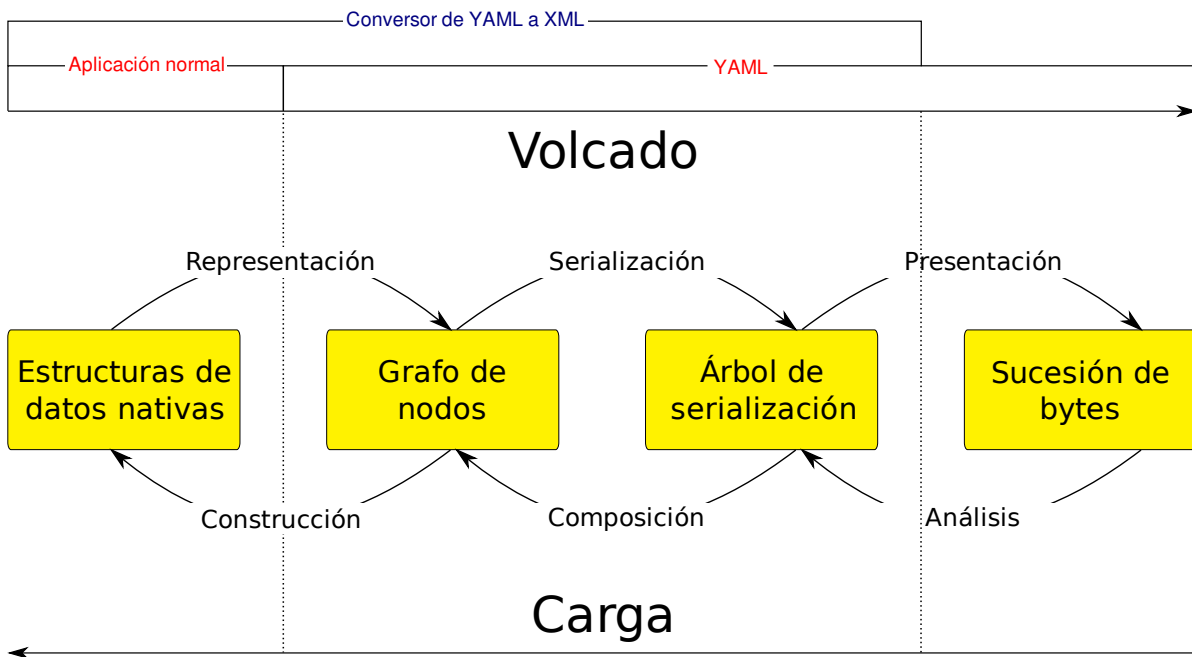 Conversor de YAML a XML
Aplicación normal
YAML
Volcado
Representación
Serialización
Presentación
Estructuras de
datos nativas
Grafo de
nodos
Árbol de
serialización
Sucesión de
bytes
Construcción
Composición
Análisis
Carga